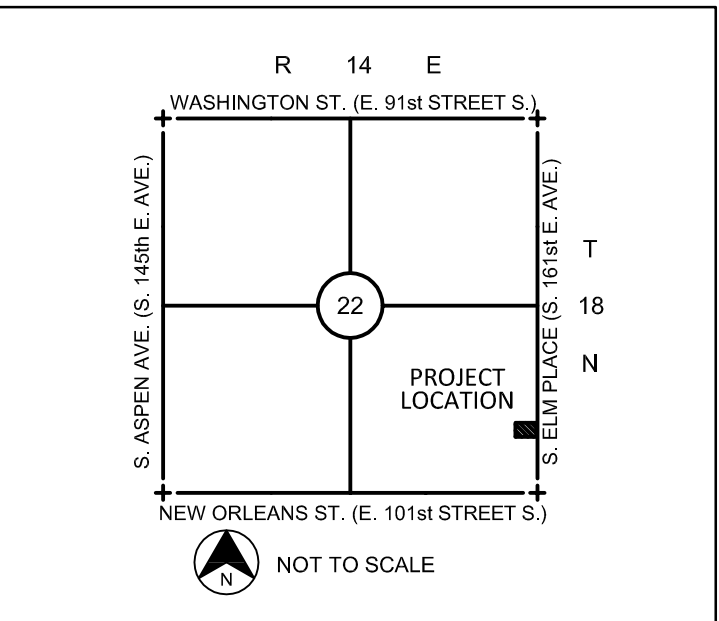 R 14 E
WASHINGTON ST. (E. 91st STREET S.)
S. ASPEN AVE. (S. 145th E. AVE.)
S. ELM PLACE (S. 161st E. AVE.)
T
18
N
22
PROJECT
LOCATION
NEW ORLEANS ST. (E. 101st STREET S.)
N
NOT TO SCALE